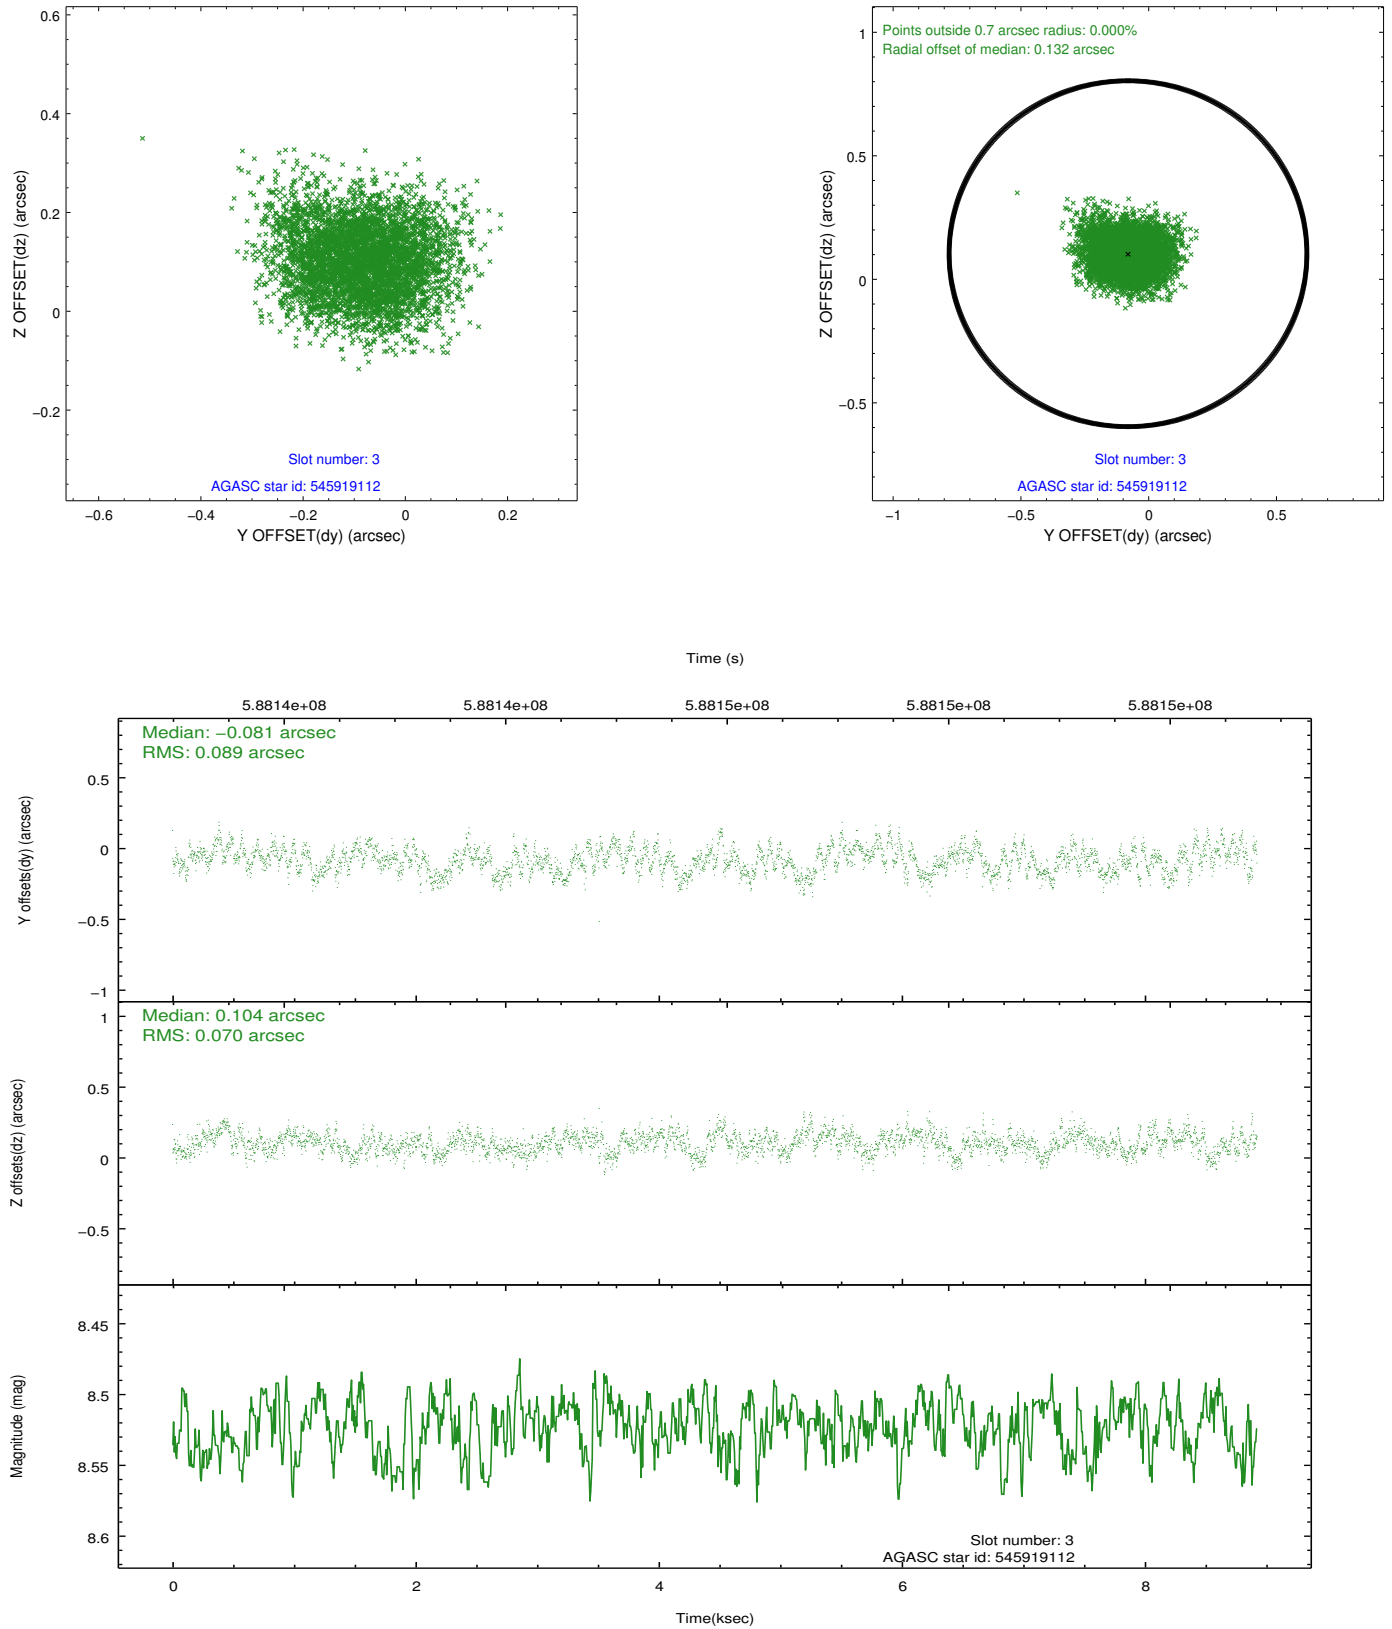 0.6
0.4
0.2
0
−0.2
Z OFFSET(dz) (arcsec)
Slot number: 3
AGASC star id: 545919112
−0.6
−0.4
−0.2
0
0.2
Y OFFSET(dy) (arcsec)
Points outside 0.7 arcsec radius: 0.000%
Radial offset of median: 0.132 arcsec
1
0.5
0
−0.5
Z OFFSET(dz) (arcsec)
Slot number: 3
AGASC star id: 545919112
−1
−0.5
0
0.5
Y OFFSET(dy) (arcsec)
Time (s)
5.8814e+08
5.8814e+08
5.8815e+08
5.8815e+08
5.8815e+08
Median: −0.081 arcsec
RMS: 0.089 arcsec
0.5
0
−0.5
−1
Y offsets(dy) (arcsec)
Median: 0.104 arcsec
RMS: 0.070 arcsec
1
0.5
0
−0.5
Z offsets(dz) (arcsec)
8.45
8.5
8.55
8.6
Magnitude (mag)
Slot number: 3
AGASC star id: 545919112
0
2
4
6
8
Time(ksec)